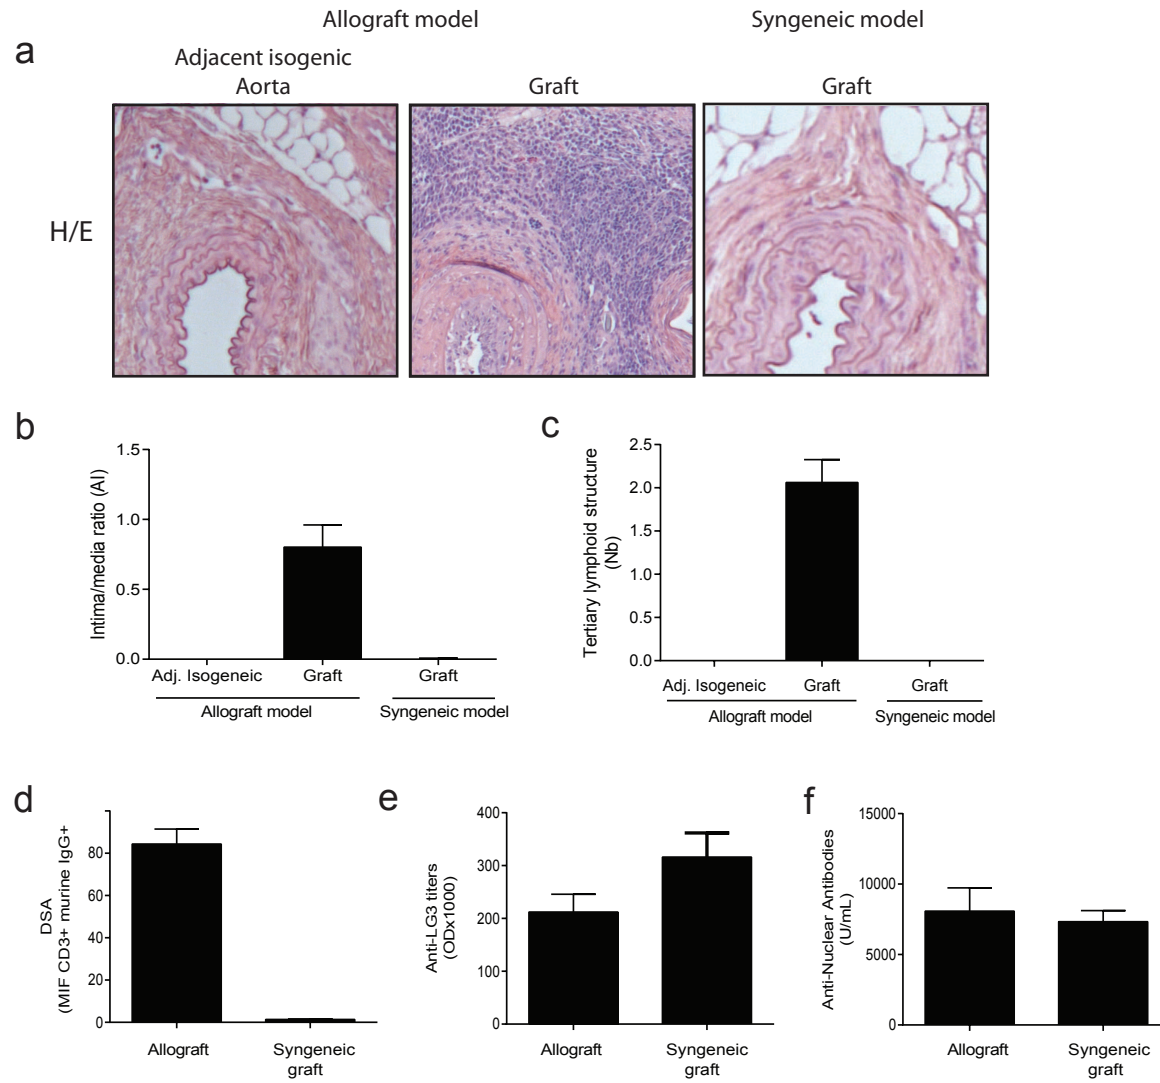 Allograft model
Syngeneic model
a
Adjacent isogenic
Aorta
Graft
Graft
H/E
b
Intima/media ratio (AI)
1.5
1.0
0.5
0.0
Adj. Isogeneic
Graft
Graft
Allograft model
Syngeneic model
c
Tertiary lymphoid structure
(Nb)
2.5
2.0
1.5
1.0
0.5
0.0
Adj. Isogeneic
Graft
Graft
Allograft model
Syngeneic model
d
DSA
(MIF CD3+ murine IgG+
80
60
40
20
0
Allograft
Syngeneic
graft
e
Anti-LG3 titers
(ODx1000)
400
300
200
100
0
Allograft
Syngeneic
graft
f
Anti-Nuclear Antibodies
(U/mL)
15000
10000
5000
0
Allograft
Syngeneic
graft